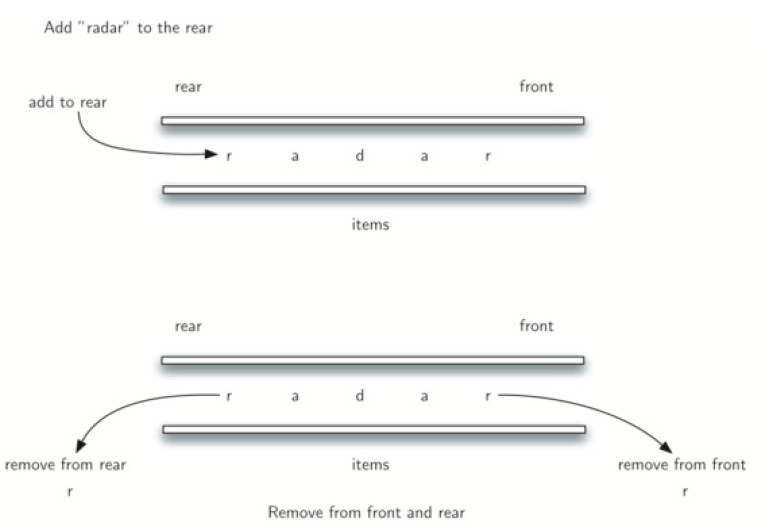 Add "radar" to the rear
rear front
add to rear
r a d a r
items
rear front
r a d a r
remove from rear items remove from front
r r
Remove from front and rear